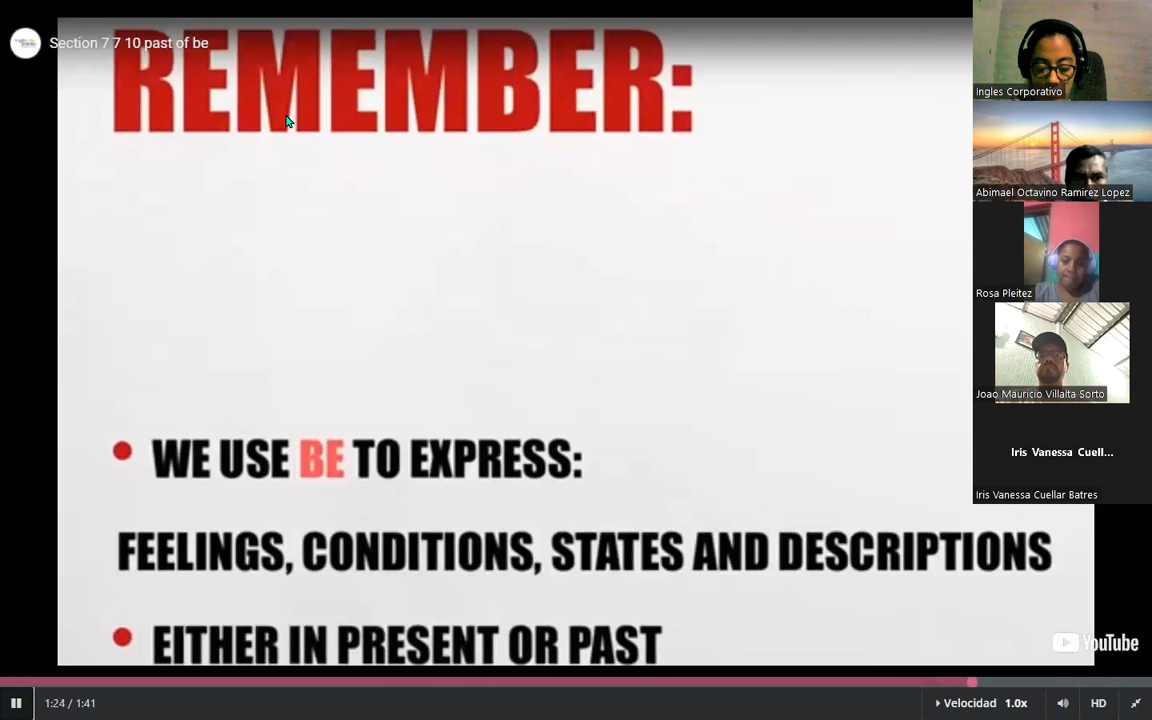 Section 7 7 10 past of be
REMEMBER:
• WE USE BE TO EXPRESS:
FEELINGS, CONDITIONS, STATES AND DESCRIPTIONS
• EITHER IN PRESENT OR PAST
Ingles Corporativo
Abimael Octavino Ramirez Lopez
Rosa Pleitez
Joao Mauricio Villalta Sorto
Iris Vanessa Cuell...
Iris Vanessa Cuellar Batres
YouTube
1:24 / 1:41
Velocidad 1.0x
HD